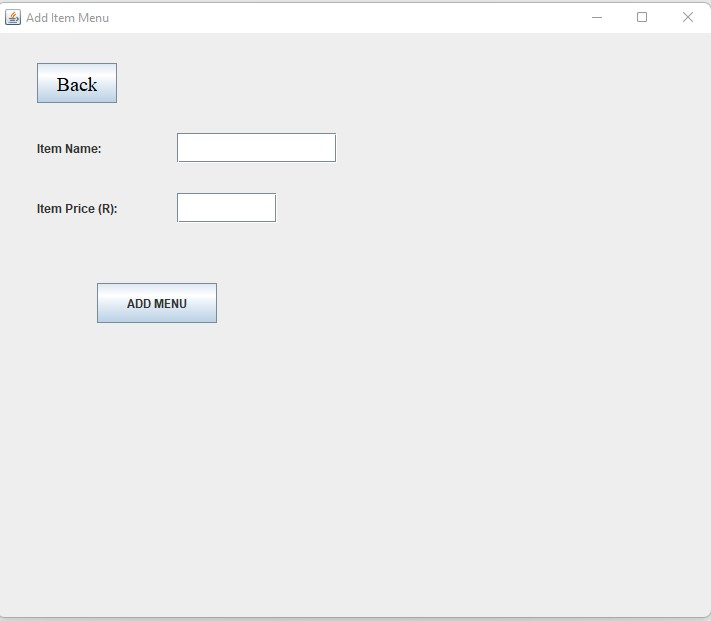 Add Item Menu
Back
Item Name:
Item Price (R):
ADD MENU